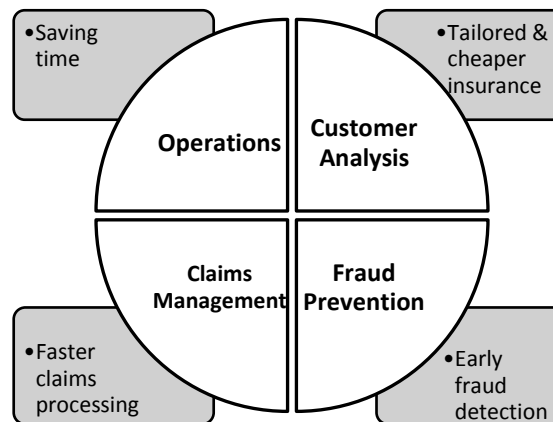 •Saving
time
•Tailored &
cheaper
insurance
Operations
Customer
Analysis
Claims
Management
Fraud
Prevention
•Faster
claims
processing
•Early
fraud
detection